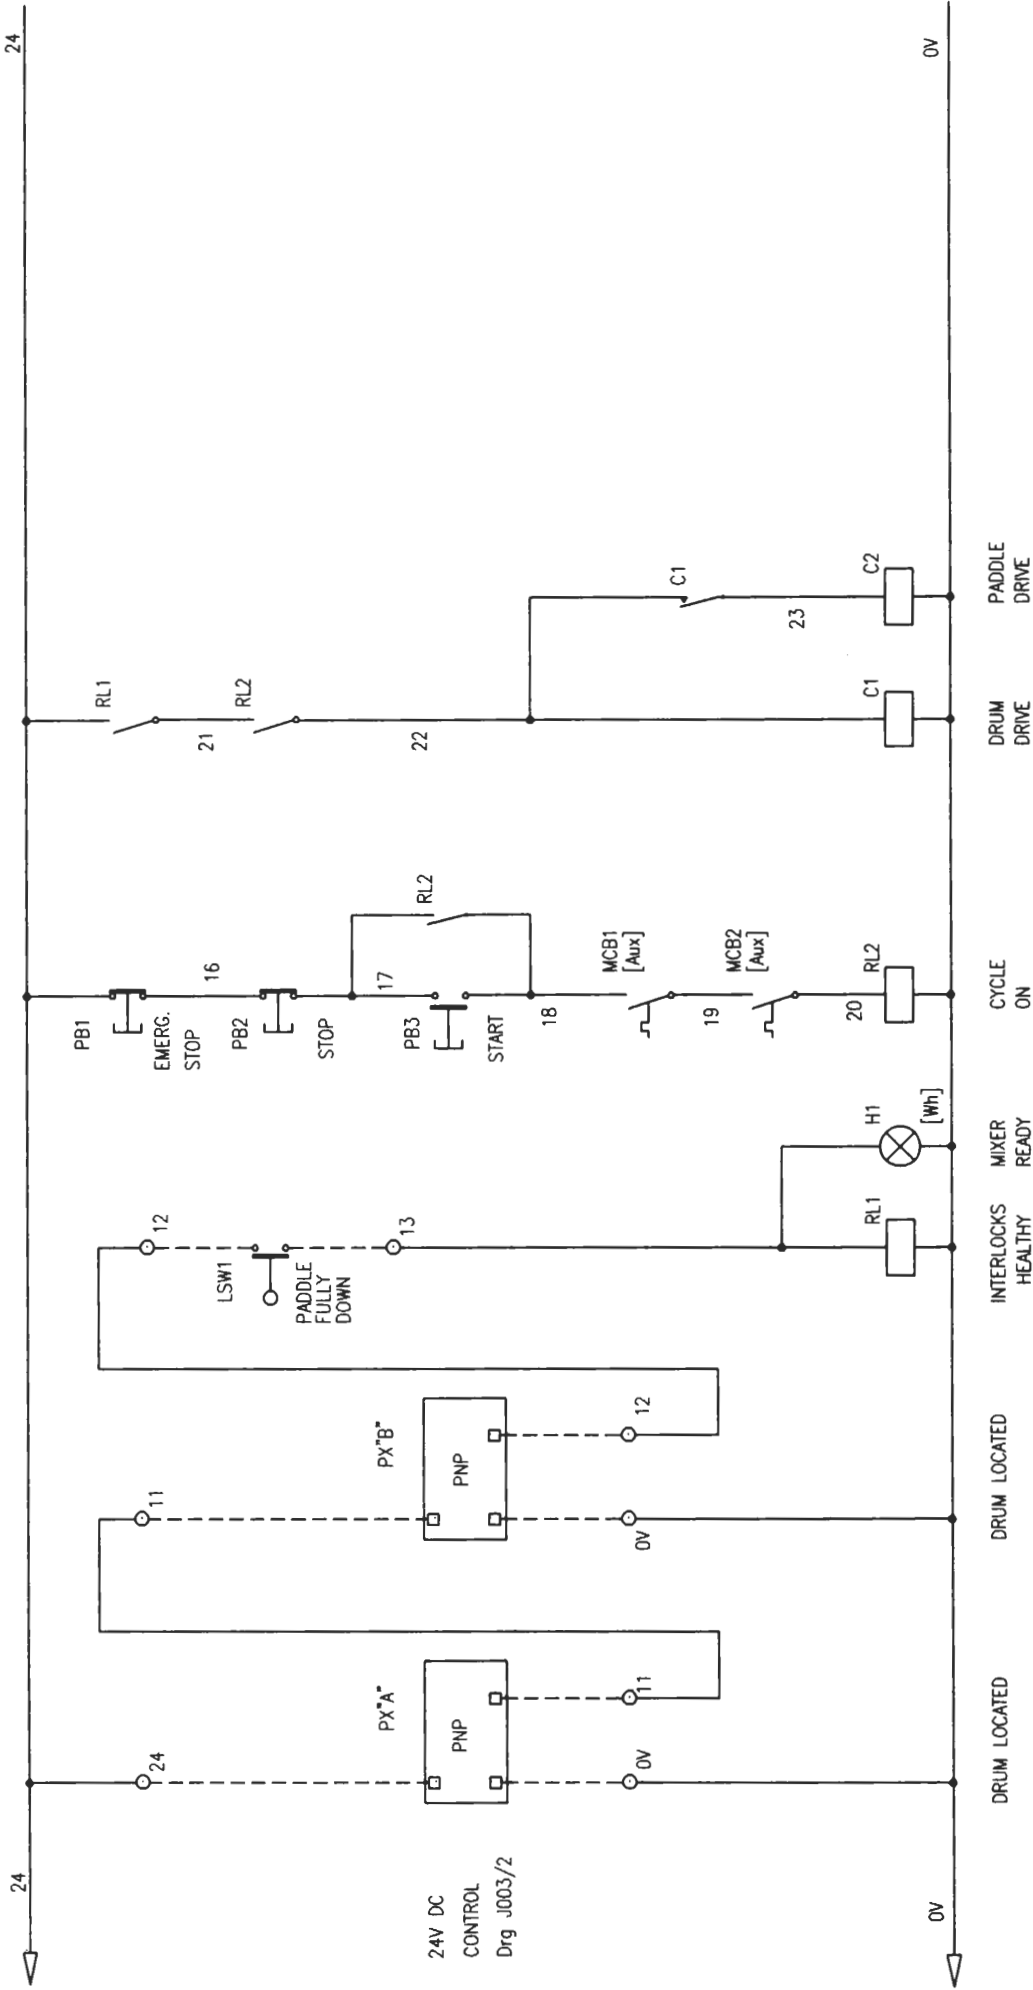 24
0V
24V DC
CONTROL
Drg J003/2
24
PX"A"
PNP
0V
11
DRUM LOCATED
11
PX"B"
PNP
0V
12
DRUM LOCATED
12
LSW1
PADDLE
FULLY
DOWN
13
RL1
INTERLOCKS
HEALTHY
H1
[Wh]
MIXER
READY
PB1
EMERG.
STOP
16
PB2
STOP
17
PB3
START
RL2
18
MCB1
[Aux]
19
MCB2
[Aux]
20
RL2
CYCLE
ON
RL1
21
RL2
22
C1
DRUM
DRIVE
C1
23
C2
PADDLE
DRIVE
24
0V